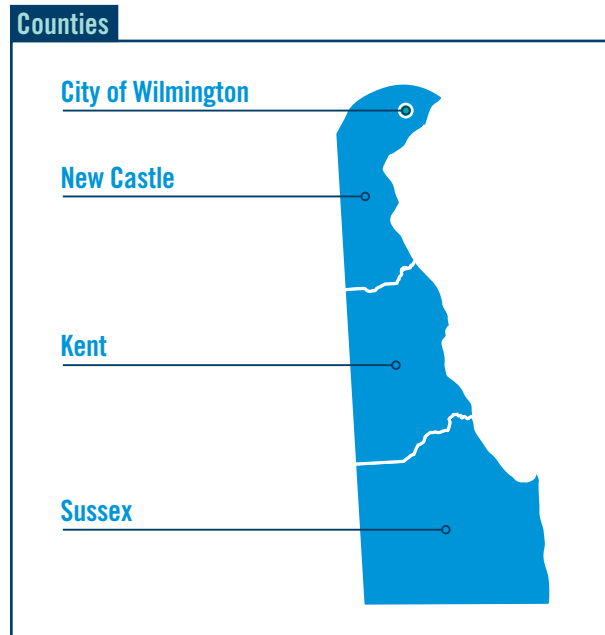 Counties
City of Wilmington
New Castle
Kent
Sussex